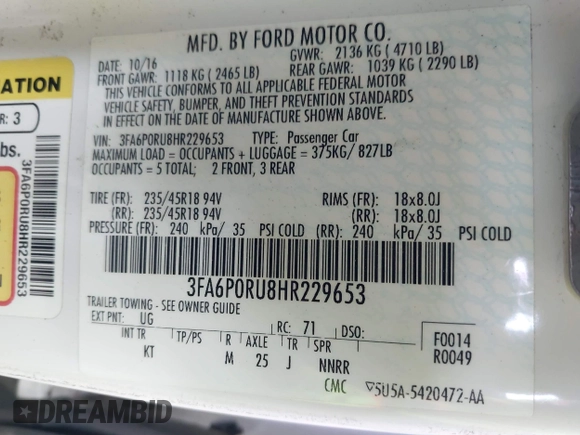 MFD. BY FORD MOTOR CO.
DATE: 10/16 GVWR: 2136 KG ( 4710 LB)
FRONT GAWR: 1118 KG ( 2465 LB) REAR GAWR: 1039 KG ( 2290 LB)
THIS VEHICLE CONFORMS TO ALL APPLICABLE FEDERAL MOTOR
VEHICLE SAFETY, BUMPER, AND THEFT PREVENTION STANDARDS
IN EFFECT ON THE DATE OF MANUFACTURE SHOWN ABOVE.
VIN: 3FA6P0RU8HR229653 TYPE: Passenger Car
MAXIMUM LOAD = OCCUPANTS + LUGGAGE = 375KG/ 827LB
OCCUPANTS = 5 TOTAL: 2 FRONT, 3 REAR
TIRE (FR): 235/45R18 94V RIMS (FR): 18x8.0J
(RR): 235/45R18 94V (RR): 18x8.0J
PRESSURE (FR): 240 kPa/ 35 PSI COLD (RR): 240 kPa/ 35 PSI COLD
3FA6P0RU8HR229653
TRAILER TOWING - SEE OWNER GUIDE
EXT PNT: UG RC: 71 DSO:
INT TR TP/PS R AXLE TR SPR
KT M 25 J NNRR
F0014
R0049
CMC 5U5A-5420472-AA
ATION
R: 3
bs.
3FA6P0RU8HR229653
DREAMBID